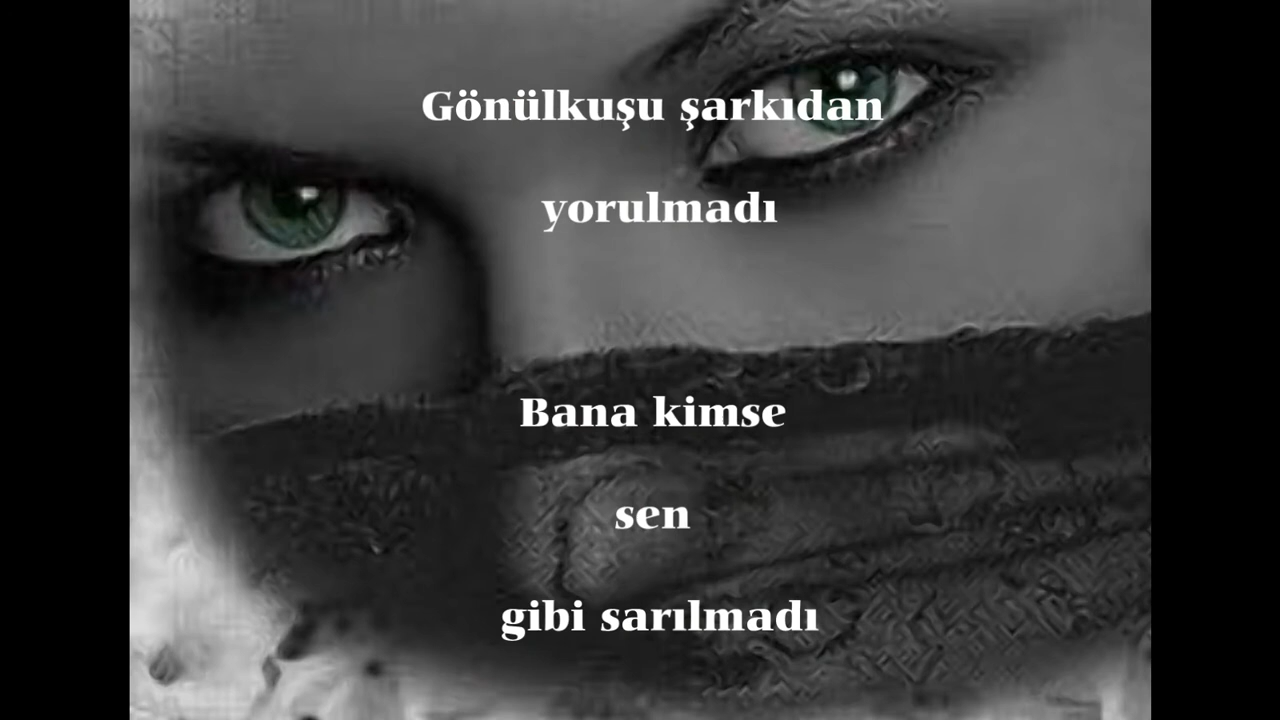 Gönülkuşu şarkıdan
yorulmadı
Bana kimse
sen
gibi sarılmadı